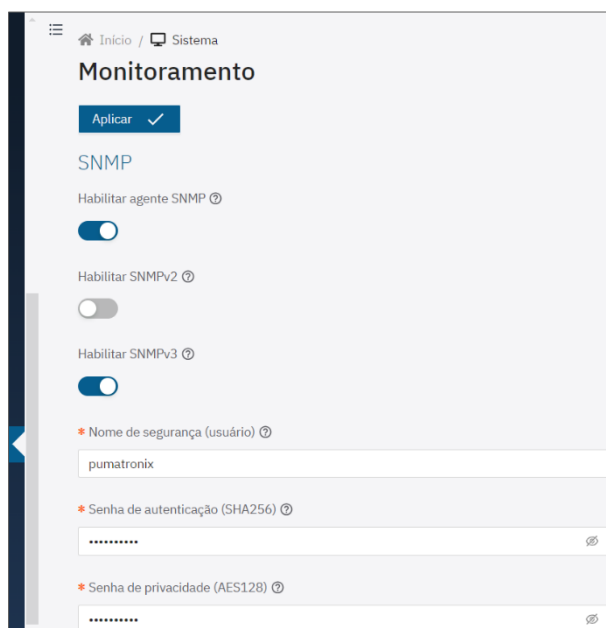 Início / Sistema
Monitoramento
Aplicar
SNMP
Habilitar agente SNMP
Habilitar SNMPv2
Habilitar SNMPv3
* Nome de segurança (usuário)
pumatronix
* Senha de autenticação (SHA256)
••••••••••
* Senha de privacidade (AES128)
••••••••••